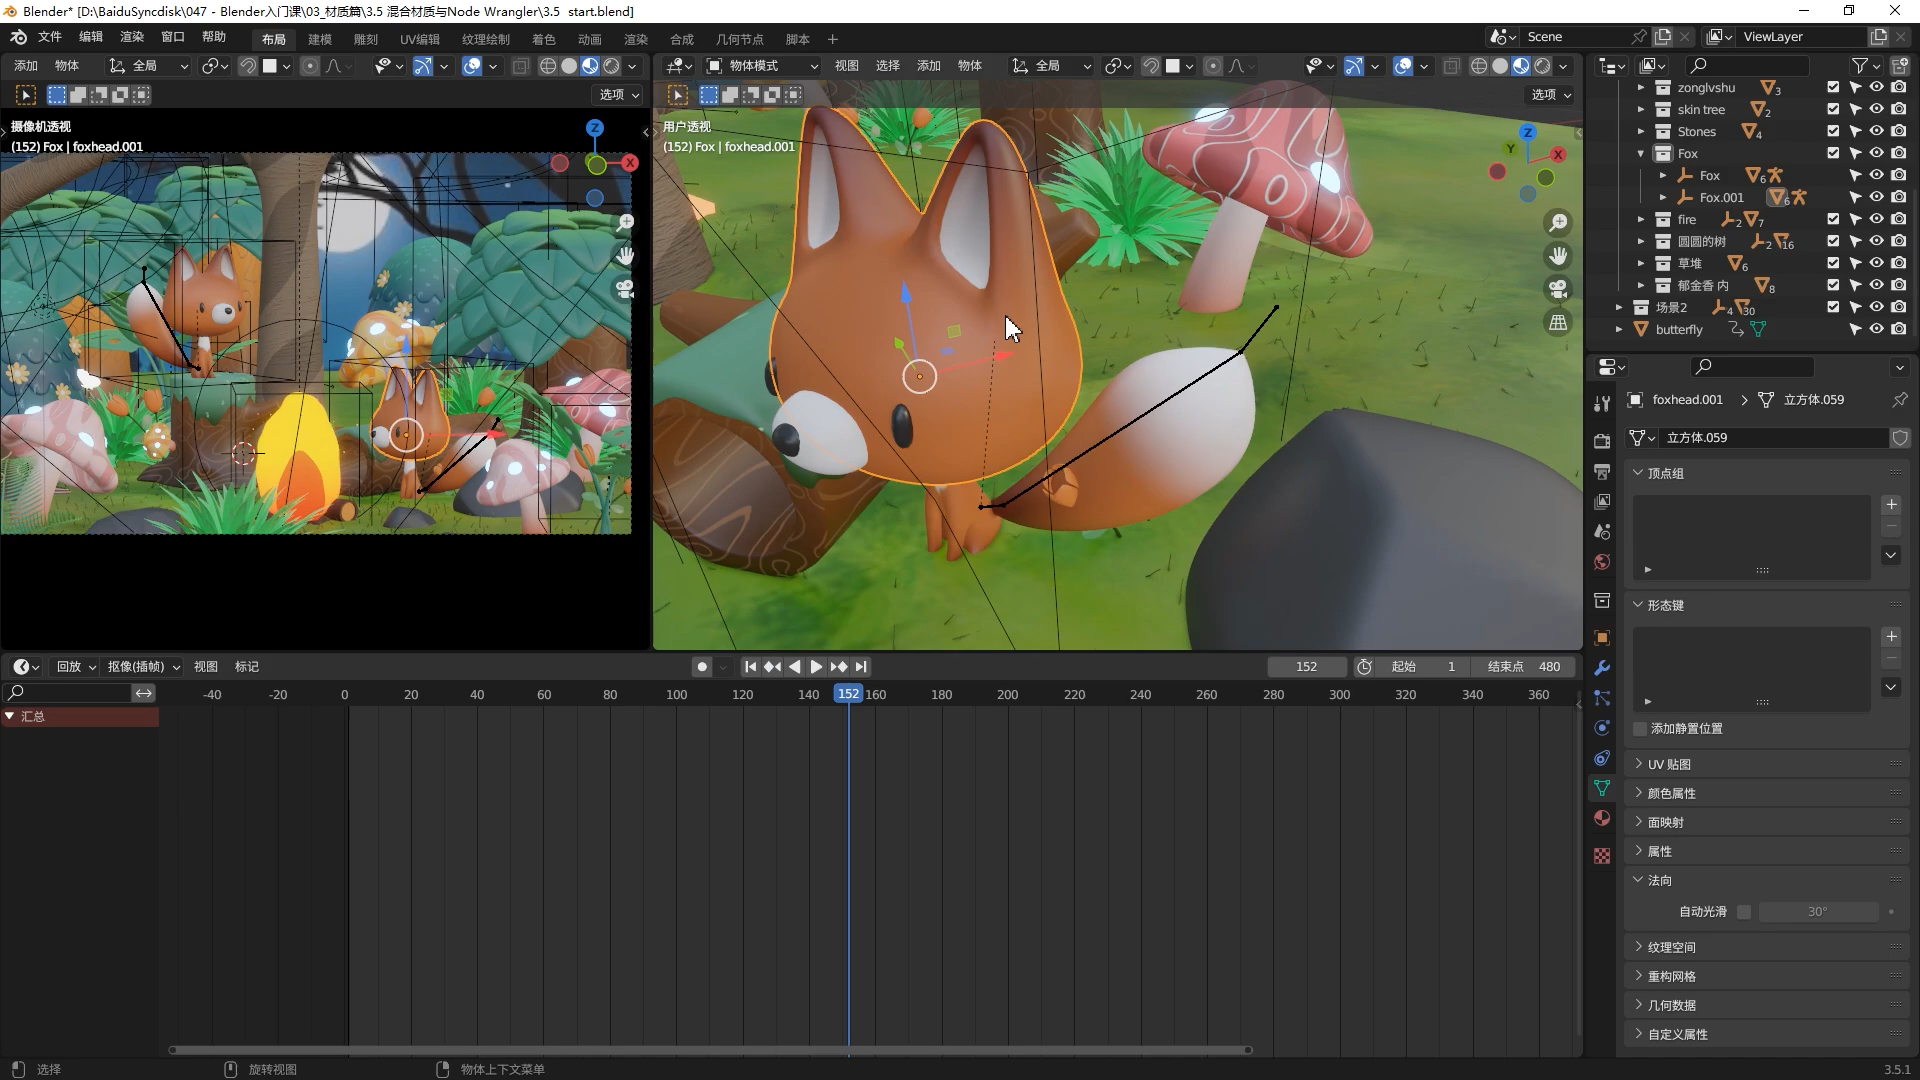 Blender* [D:\BaiduSyncdisk\047 - Blender入门课\03_材质篇\3.5 混合材质与Node Wrangler\3.5  start.blend]
文件 编辑 渲染 窗口 帮助 布局 建模 雕刻 UV编辑 纹理绘制 着色 动画 渲染 合成 几何节点 脚本 + Scene ViewLayer
添加 物体 全局 物体模式 视图 选择 添加 物体 全局
选项 选项
摄像机透视
(152) Fox | foxhead.001
Z
X
用户透视
(152) Fox | foxhead.001
Z
Y
X
zonglvshu 3
skin tree 2
Stones 4
Fox
Fox 6
Fox.001 6
fire 2 7
圆圆的树 2 16
草堆 6
郁金香 内 8
场景2 4 30
butterfly
foxhead.001 > 立方体.059
立方体.059
顶点组
形态键
添加静置位置
UV 贴图
颜色属性
面映射
属性
法向
自动光滑 30°
纹理空间
重构网格
几何数据
自定义属性
回放 抠像(插帧) 视图 标记 152 起始 1 结束点 480
-40 -20 0 20 40 60 80 100 120 140 152 160 180 200 220 240 260 280 300 320 340 360
汇总
选择 旋转视图 物体上下文菜单 3.5.1